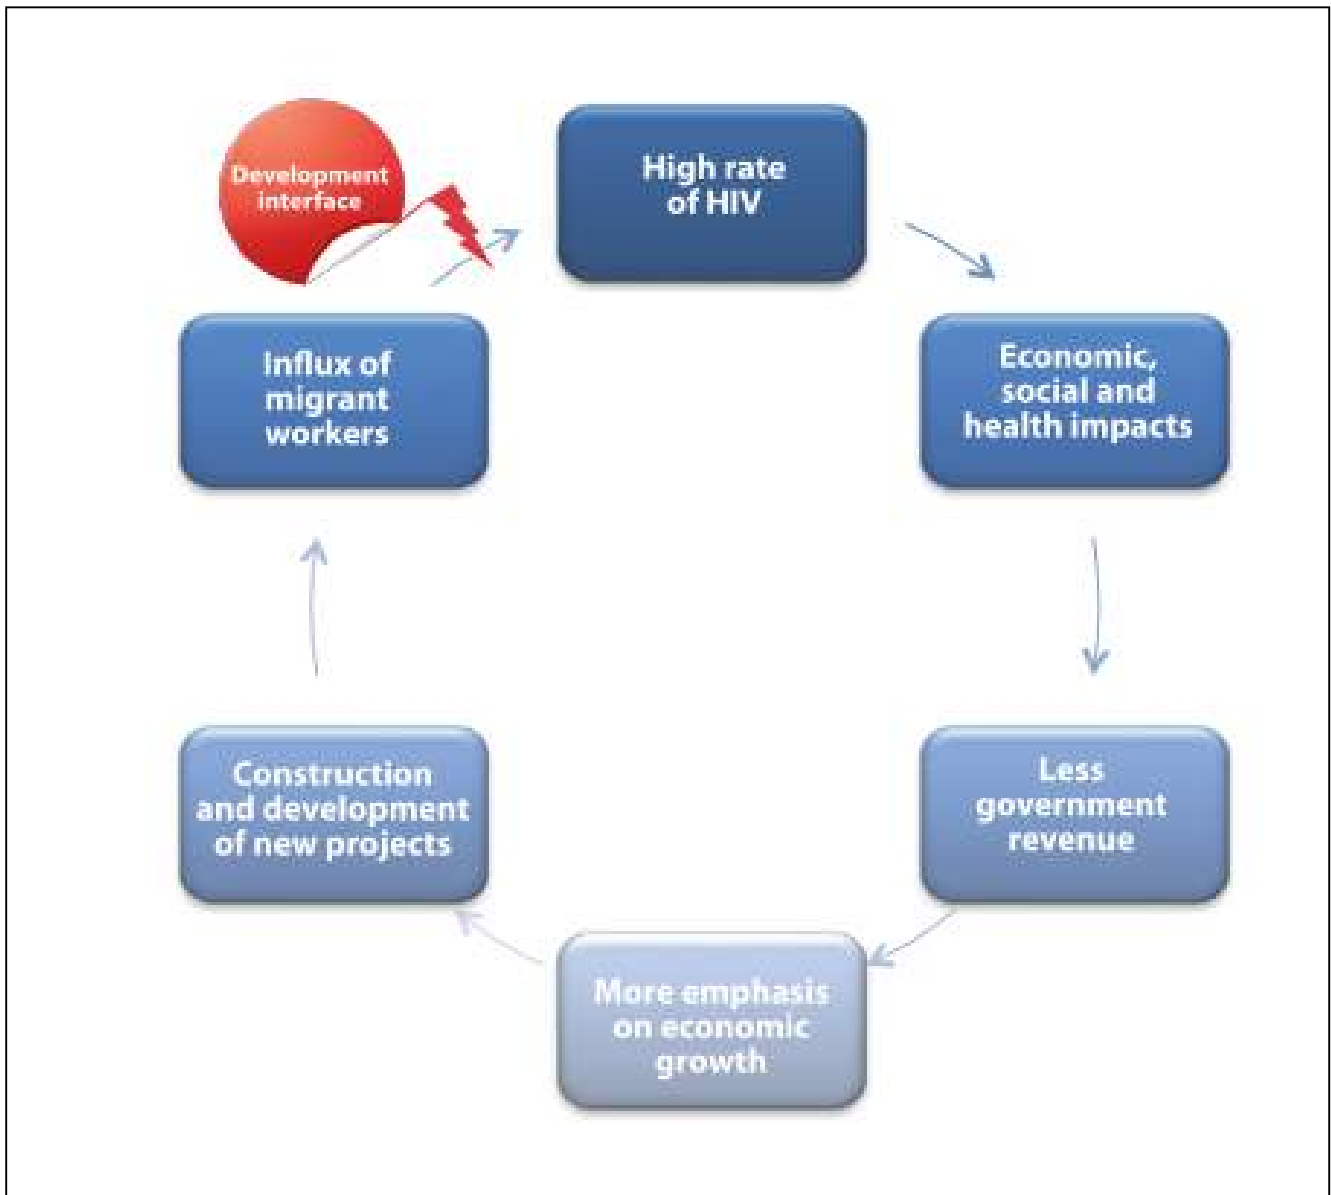 Development
interface
High rate
of HIV
Economic,
social and
health impacts
Less
government
revenue
More emphasis
on economic
growth
Construction
and development
of new projects
Influx of
migrant
workers